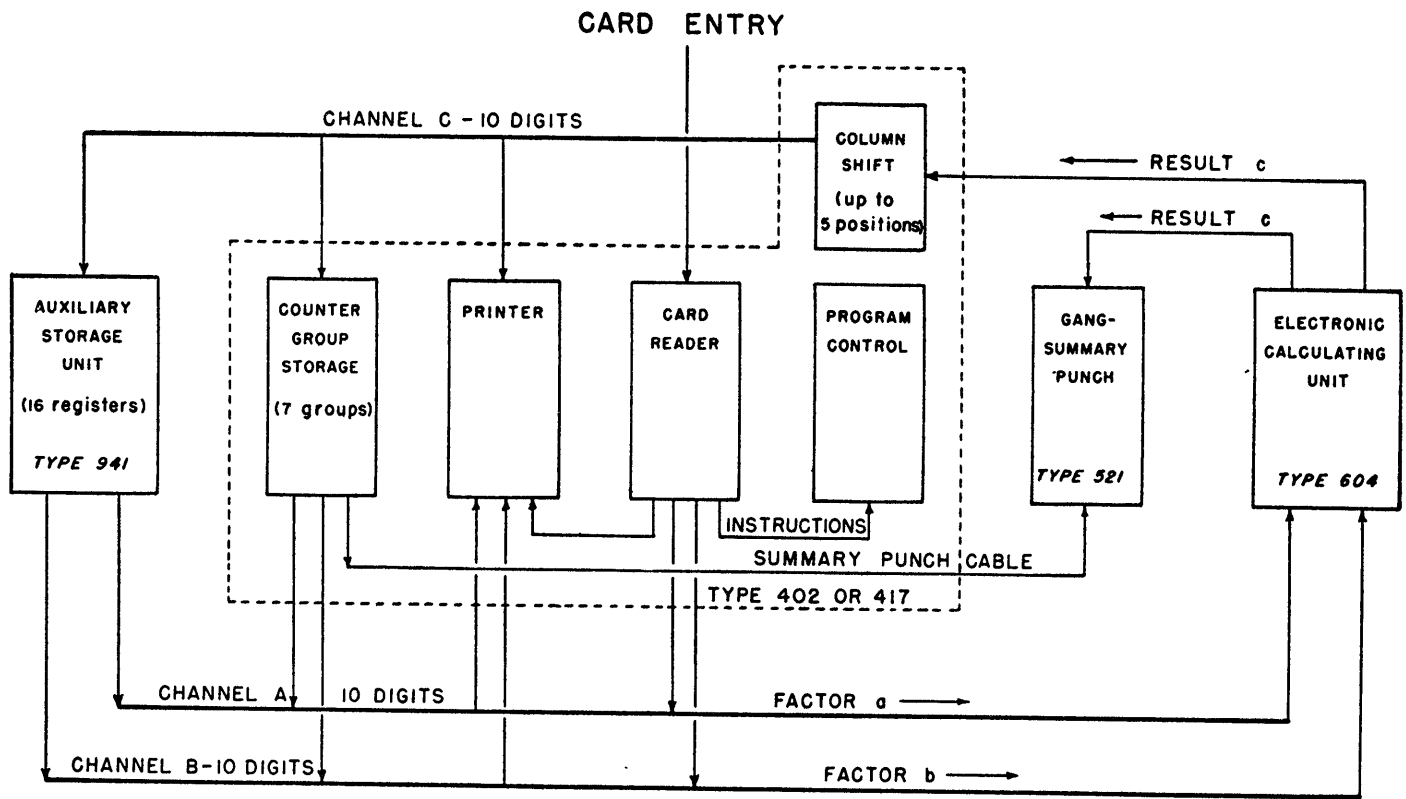 CARD ENTRY
CHANNEL C - 10 DIGITS
COLUMN
SHIFT
(up to
5 positions)
RESULT c
RESULT c
AUXILIARY
STORAGE
UNIT
(16 registers)
TYPE 941
COUNTER
GROUP
STORAGE
(7 groups)
PRINTER
CARD
READER
PROGRAM
CONTROL
GANG-
SUMMARY
PUNCH
TYPE 521
ELECTRONIC
CALCULATING
UNIT
TYPE 604
INSTRUCTIONS
SUMMARY PUNCH CABLE
TYPE 402 OR 417
CHANNEL A 10 DIGITS
FACTOR a
CHANNEL B-10 DIGITS
FACTOR b